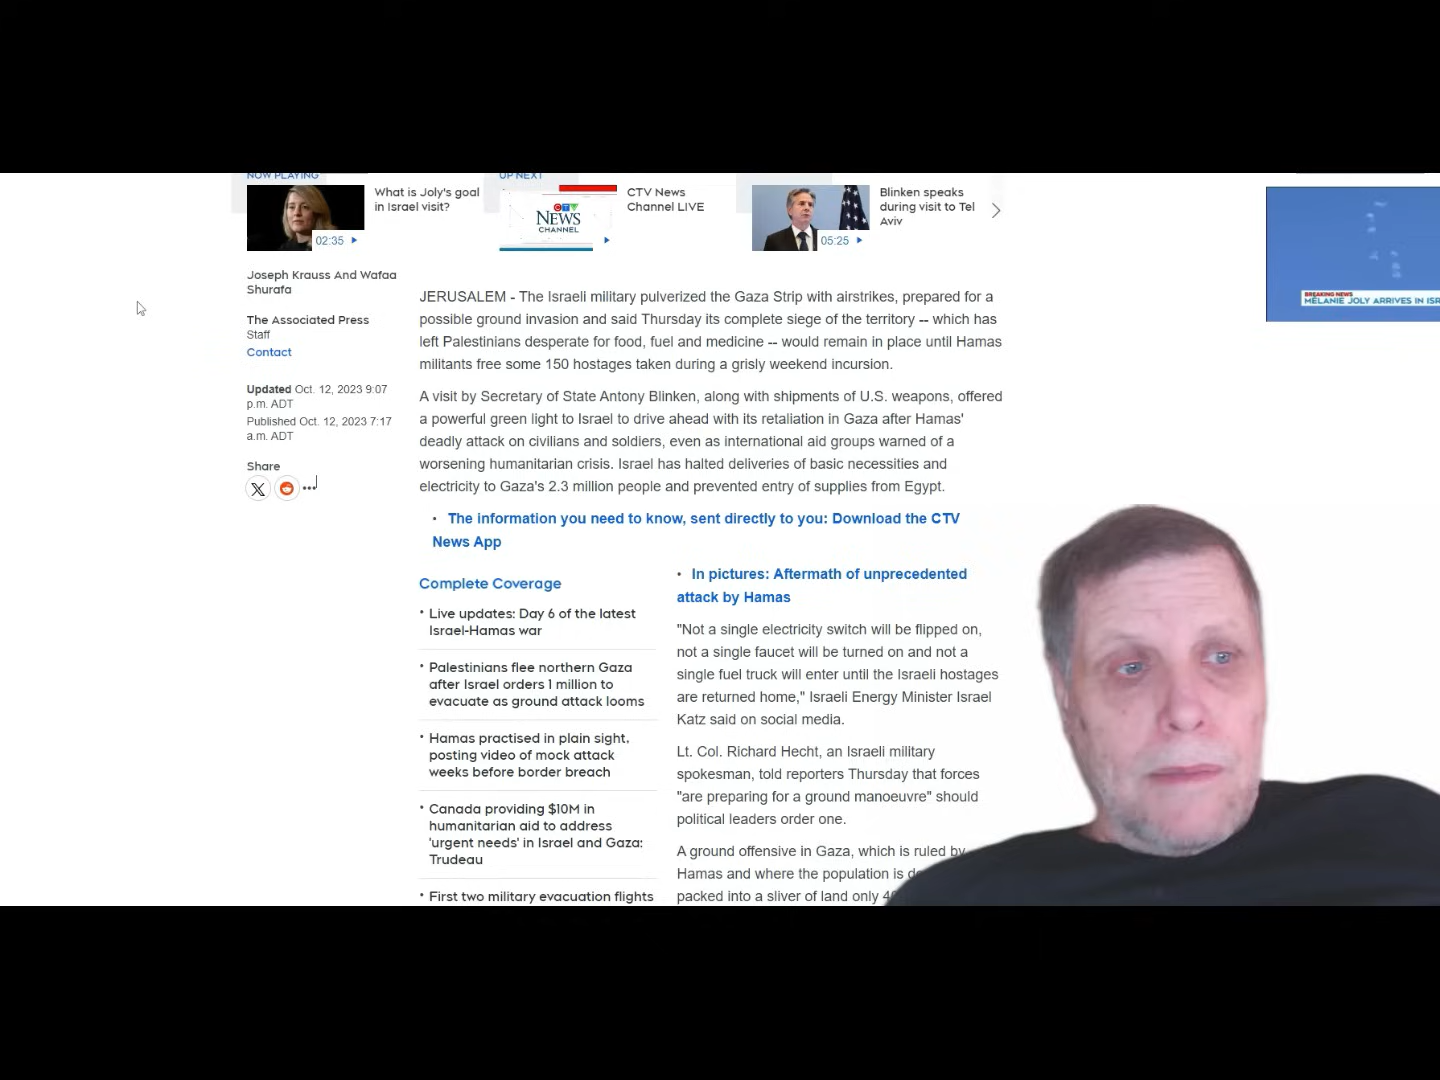 NOW PLAYING
What is Joly's goal
in Israel visit?
02:35
UP NEXT
CTV
NEWS
CHANNEL
CTV News
Channel LIVE
Blinken speaks
during visit to Tel
Aviv
05:25
BREAKING NEWS
MÉLANIE JOLY ARRIVES IN ISR
Joseph Krauss And Wafaa
Shurafa
The Associated Press
Staff
Contact
Updated Oct. 12, 2023 9:07
p.m. ADT
Published Oct. 12, 2023 7:17
a.m. ADT
Share
JERUSALEM - The Israeli military pulverized the Gaza Strip with airstrikes, prepared for a
possible ground invasion and said Thursday its complete siege of the territory -- which has
left Palestinians desperate for food, fuel and medicine -- would remain in place until Hamas
militants free some 150 hostages taken during a grisly weekend incursion.
A visit by Secretary of State Antony Blinken, along with shipments of U.S. weapons, offered
a powerful green light to Israel to drive ahead with its retaliation in Gaza after Hamas'
deadly attack on civilians and soldiers, even as international aid groups warned of a
worsening humanitarian crisis. Israel has halted deliveries of basic necessities and
electricity to Gaza's 2.3 million people and prevented entry of supplies from Egypt.
• The information you need to know, sent directly to you: Download the CTV
News App
Complete Coverage
• Live updates: Day 6 of the latest
Israel-Hamas war
• Palestinians flee northern Gaza
after Israel orders 1 million to
evacuate as ground attack looms
• Hamas practised in plain sight,
posting video of mock attack
weeks before border breach
• Canada providing $10M in
humanitarian aid to address
'urgent needs' in Israel and Gaza:
Trudeau
• First two military evacuation flights
• In pictures: Aftermath of unprecedented
attack by Hamas
"Not a single electricity switch will be flipped on,
not a single faucet will be turned on and not a
single fuel truck will enter until the Israeli hostages
are returned home," Israeli Energy Minister Israel
Katz said on social media.
Lt. Col. Richard Hecht, an Israeli military
spokesman, told reporters Thursday that forces
"are preparing for a ground manoeuvre" should
political leaders order one.
A ground offensive in Gaza, which is ruled by
Hamas and where the population is
packed into a sliver of land only